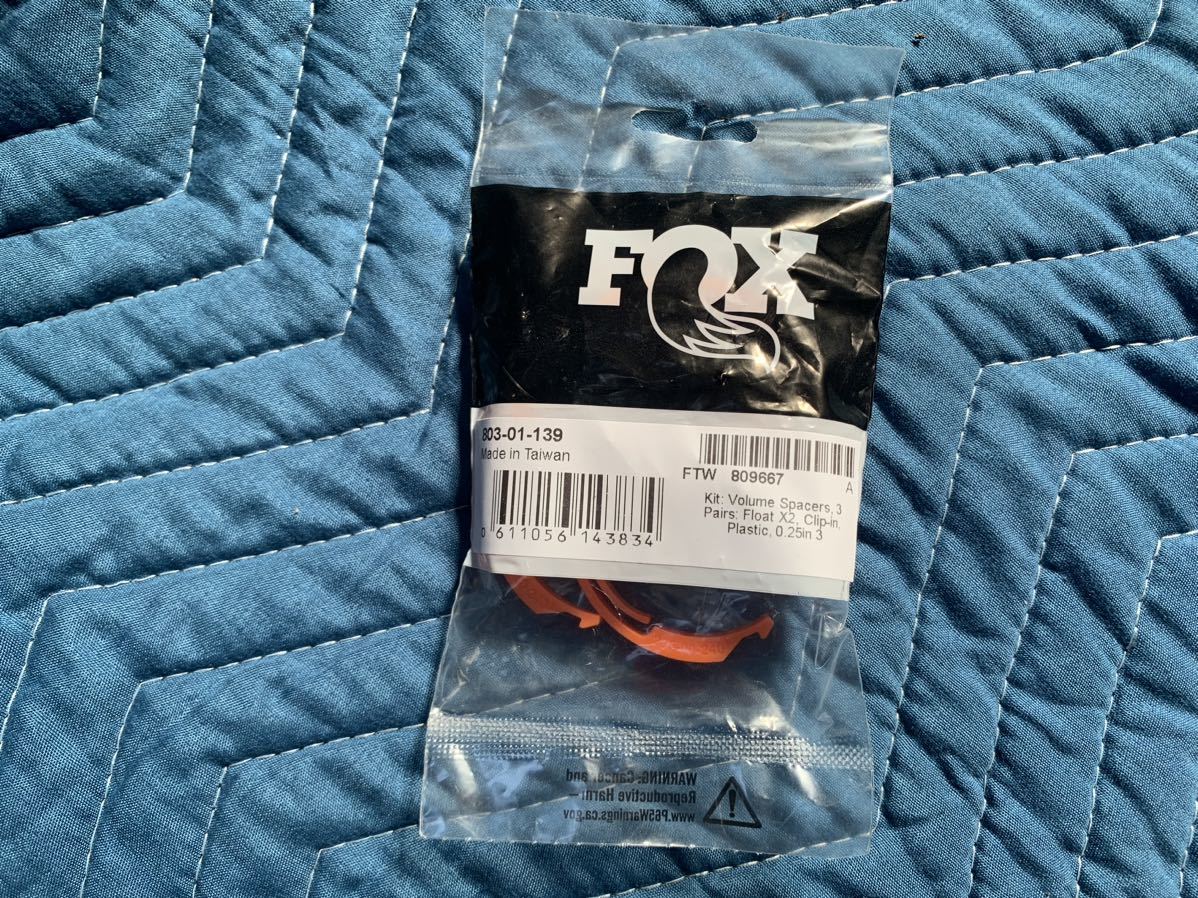 FOX
803-01-139
Made in Taiwan
FTW 809667
A
Kit: Volume Spacers, 3
Pairs: Float X2, Clip-in,
Plastic, 0.25in 3
0 611056 143834
WARNING: Cancer and
Reproductive Harm –
www.P65Warnings.ca.gov